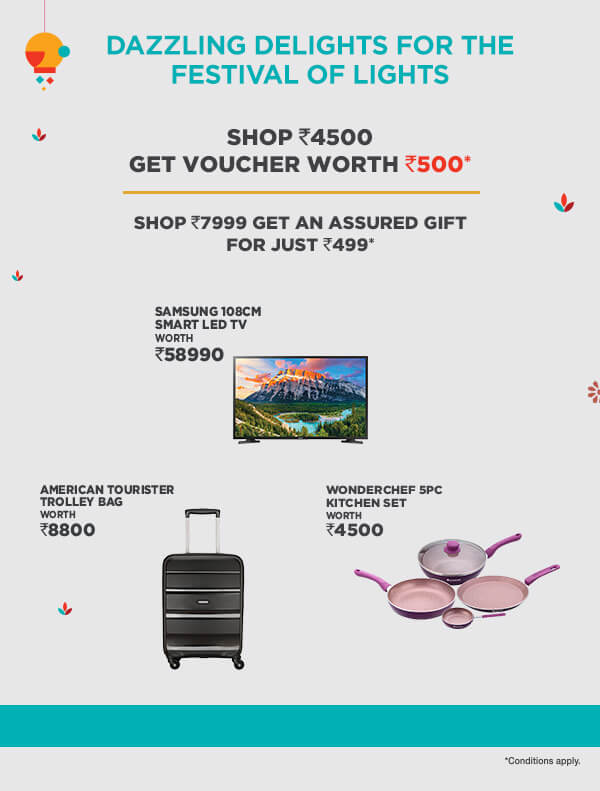 DAZZLING DELIGHTS FOR THE
FESTIVAL OF LIGHTS
SHOP ₹4500
GET VOUCHER WORTH ₹500*
SHOP ₹7999 GET AN ASSURED GIFT
FOR JUST ₹499*
SAMSUNG 108CM
SMART LED TV
WORTH
₹58990
AMERICAN TOURISTER
TROLLEY BAG
WORTH
₹8800
WONDERCHEF 5PC
KITCHEN SET
WORTH
₹4500
*Conditions apply.